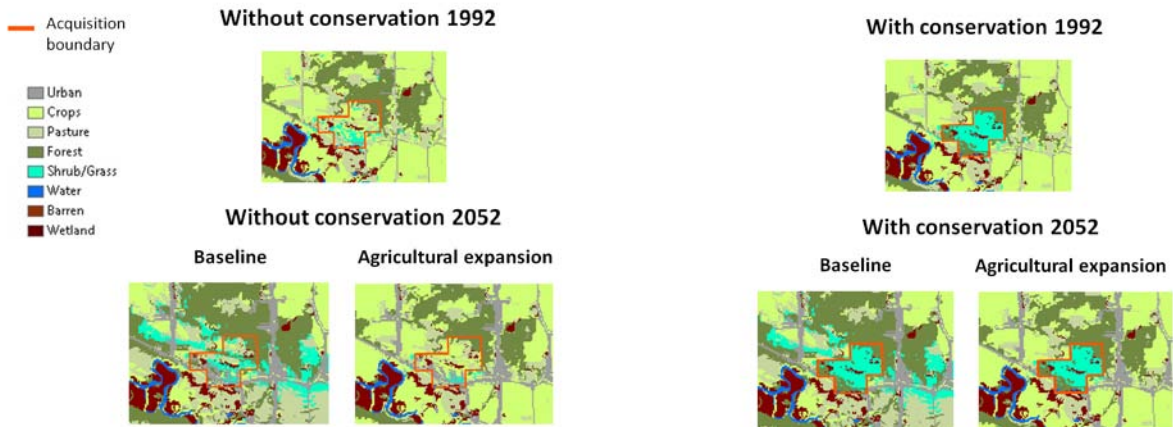 Acquisition
boundary
Urban
Crops
Pasture
Forest
Shrub/Grass
Water
Barren
Wetland
Without conservation 1992
With conservation 1992
Without conservation 2052
Baseline
Agricultural expansion
With conservation 2052
Baseline
Agricultural expansion